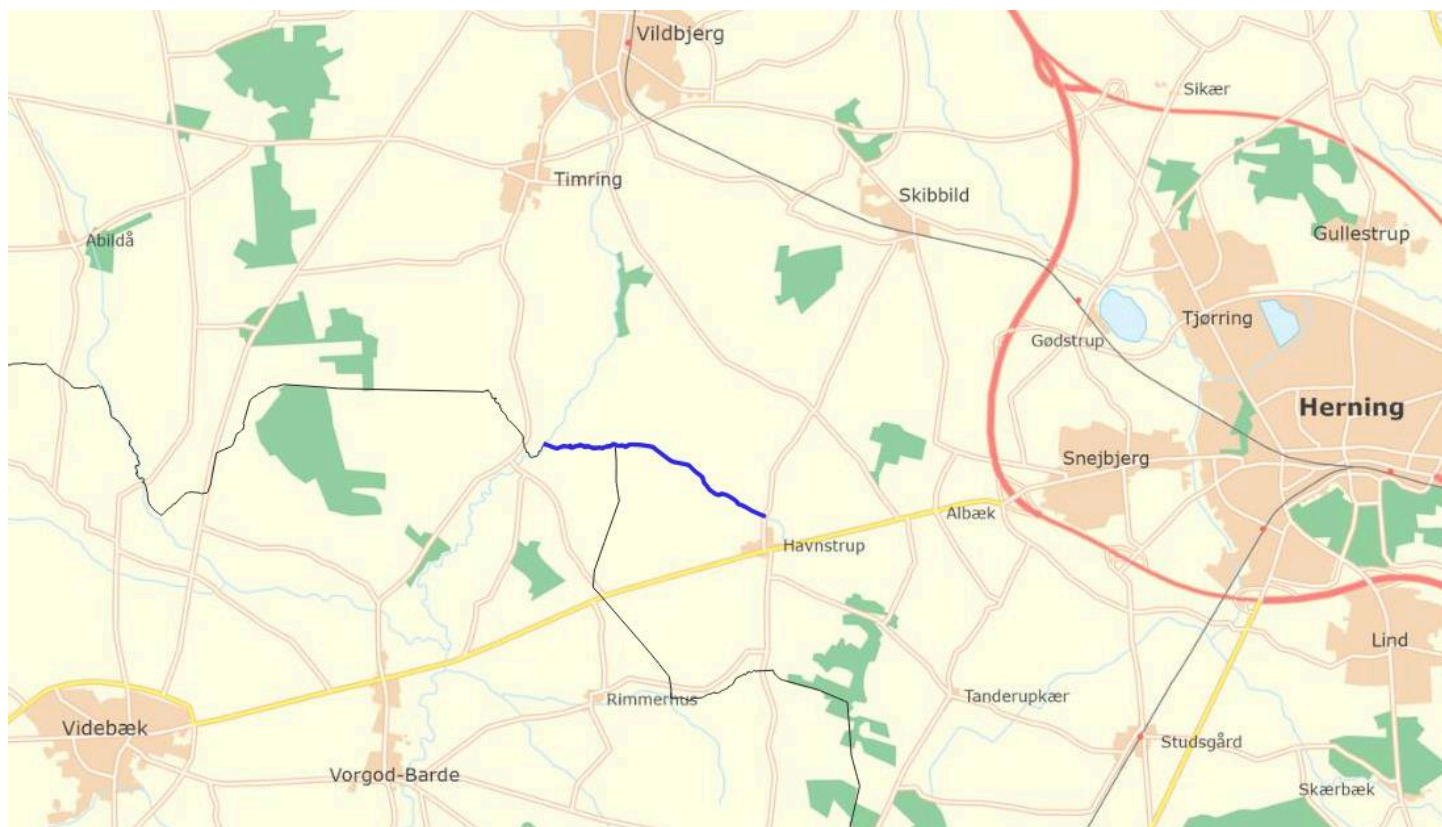 Vildbjerg
Sikær
Timring
Skibbild
Abildå
Gullestrup
Tjørring
Gødstrup
Herning
Snejbjerg
Albæk
Havnstrup
Lind
Rimmerhus
Tanderupkær
Videbæk
Studsgård
Vorgod-Barde
Skærbæk